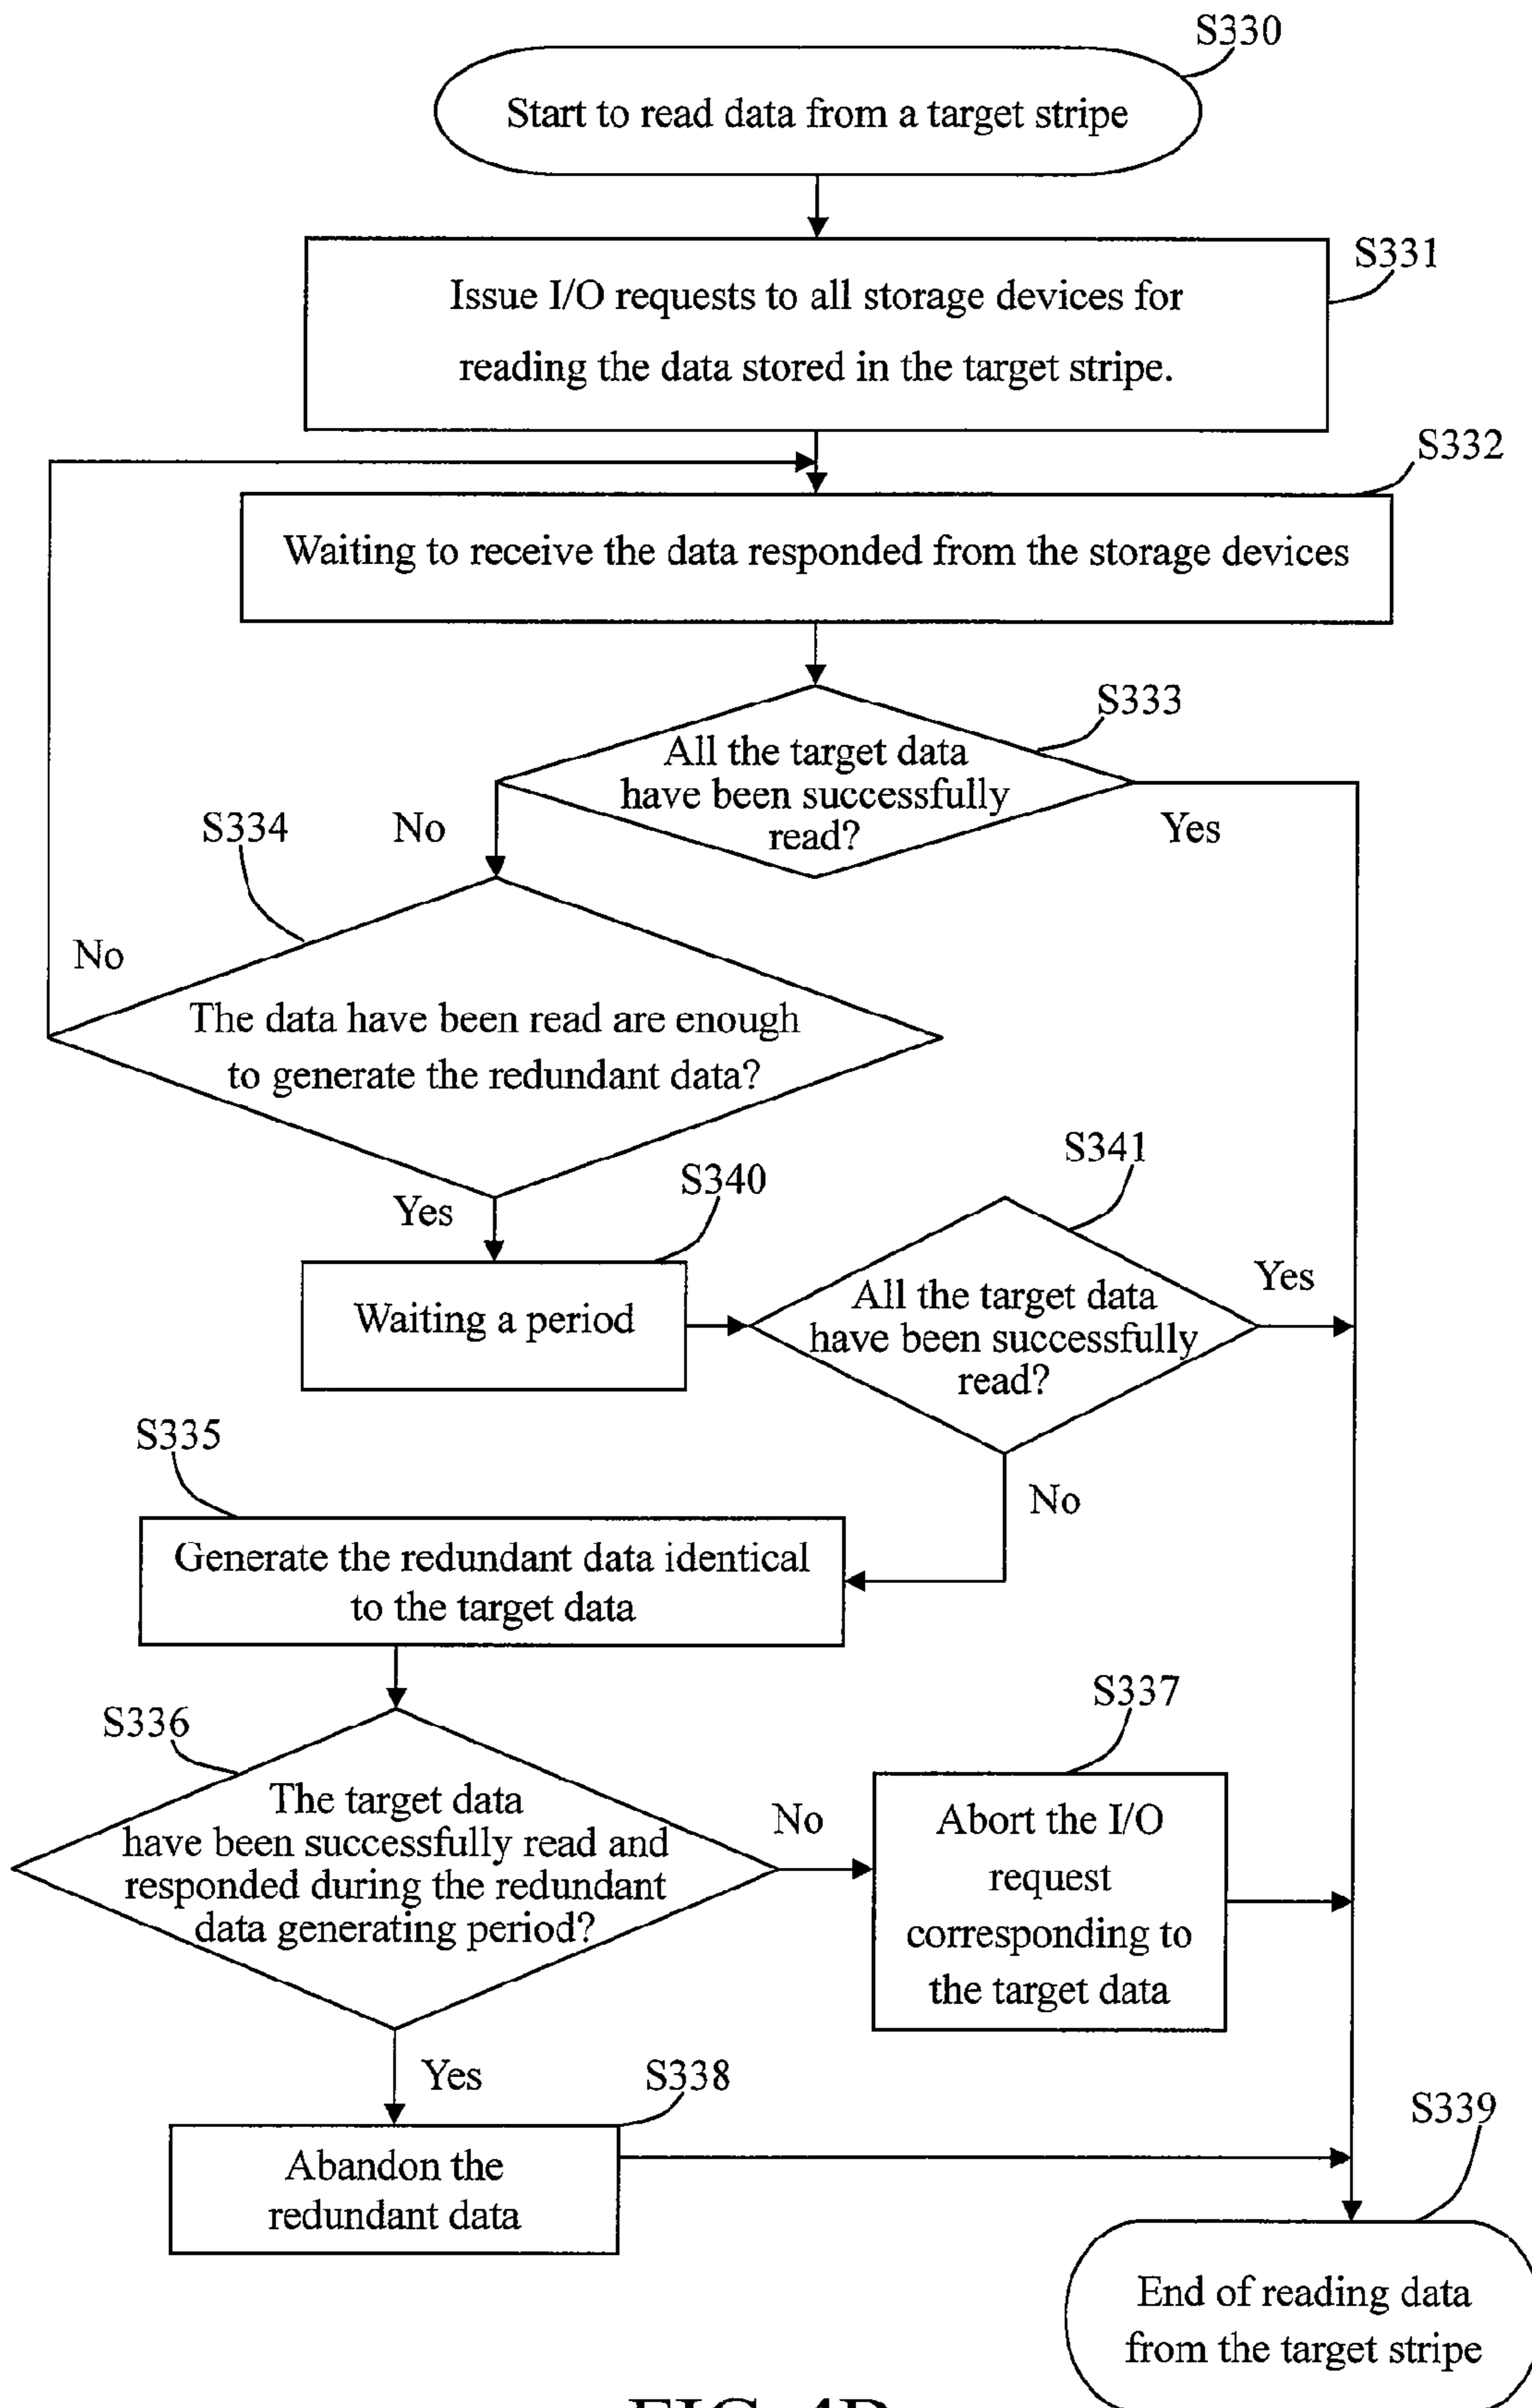 S330
Start to read data from a target stripe
S331
Issue I/O requests to all storage devices for
reading the data stored in the target stripe.
S332
Waiting to receive the data responded from the storage devices
S333
All the target data
have been successfully
read?
S334
No
Yes
No
The data have been read are enough
to generate the redundant data?
S341
S340
Yes
Yes
Waiting a period
All the target data
have been successfully
read?
S335
No
Generate the redundant data identical
to the target data
S337
S336
The target data
have been successfully read and
responded during the redundant
data generating period?
No
Abort the I/O
request
corresponding to
the target data
Yes
S338
S339
Abandon the
redundant data
End of reading data
from the target stripe
FIG. 4B